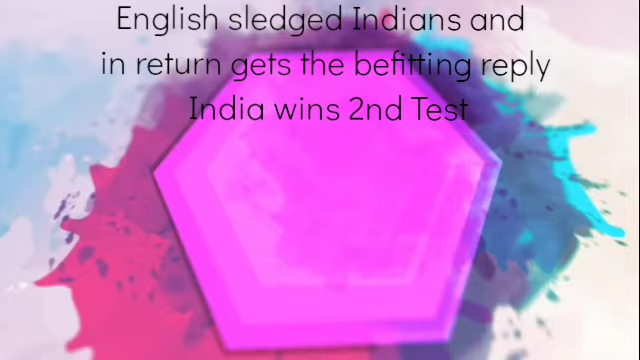 English sledged Indians and
in return gets the befitting reply
India wins 2nd Test